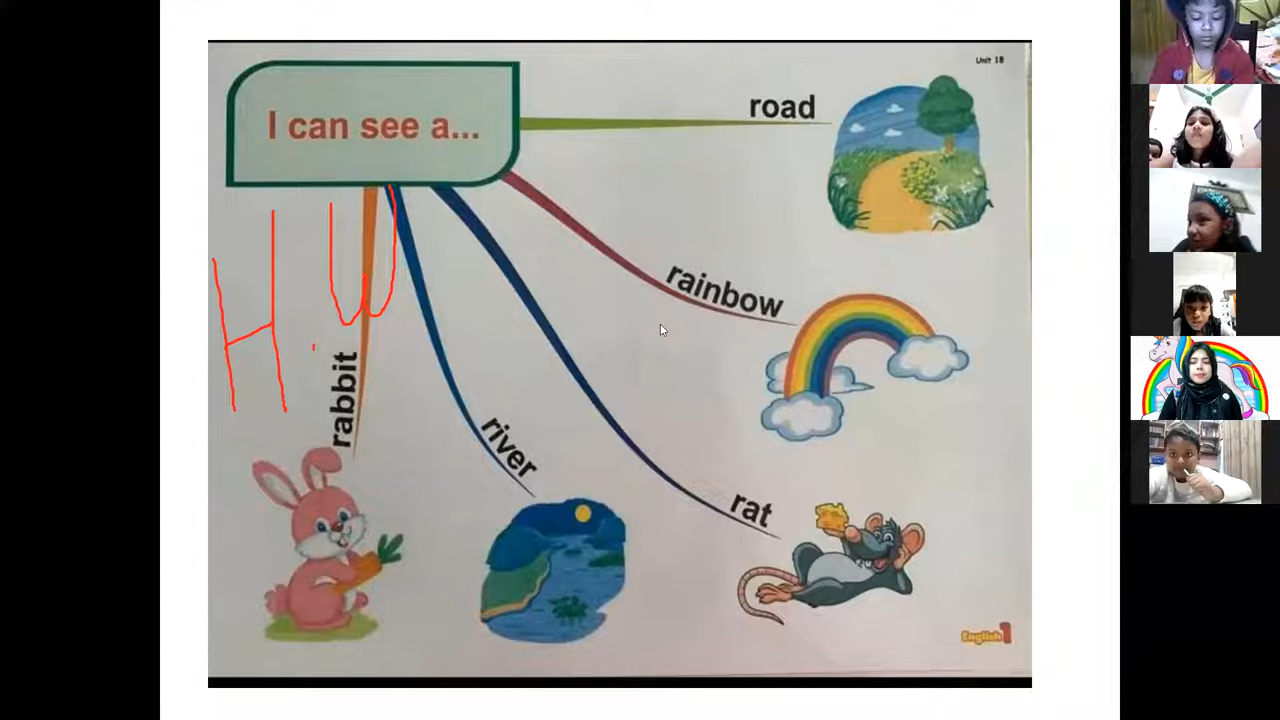 Unit 18
I can see a...
road
rainbow
H.W
rabbit
river
rat
English 1